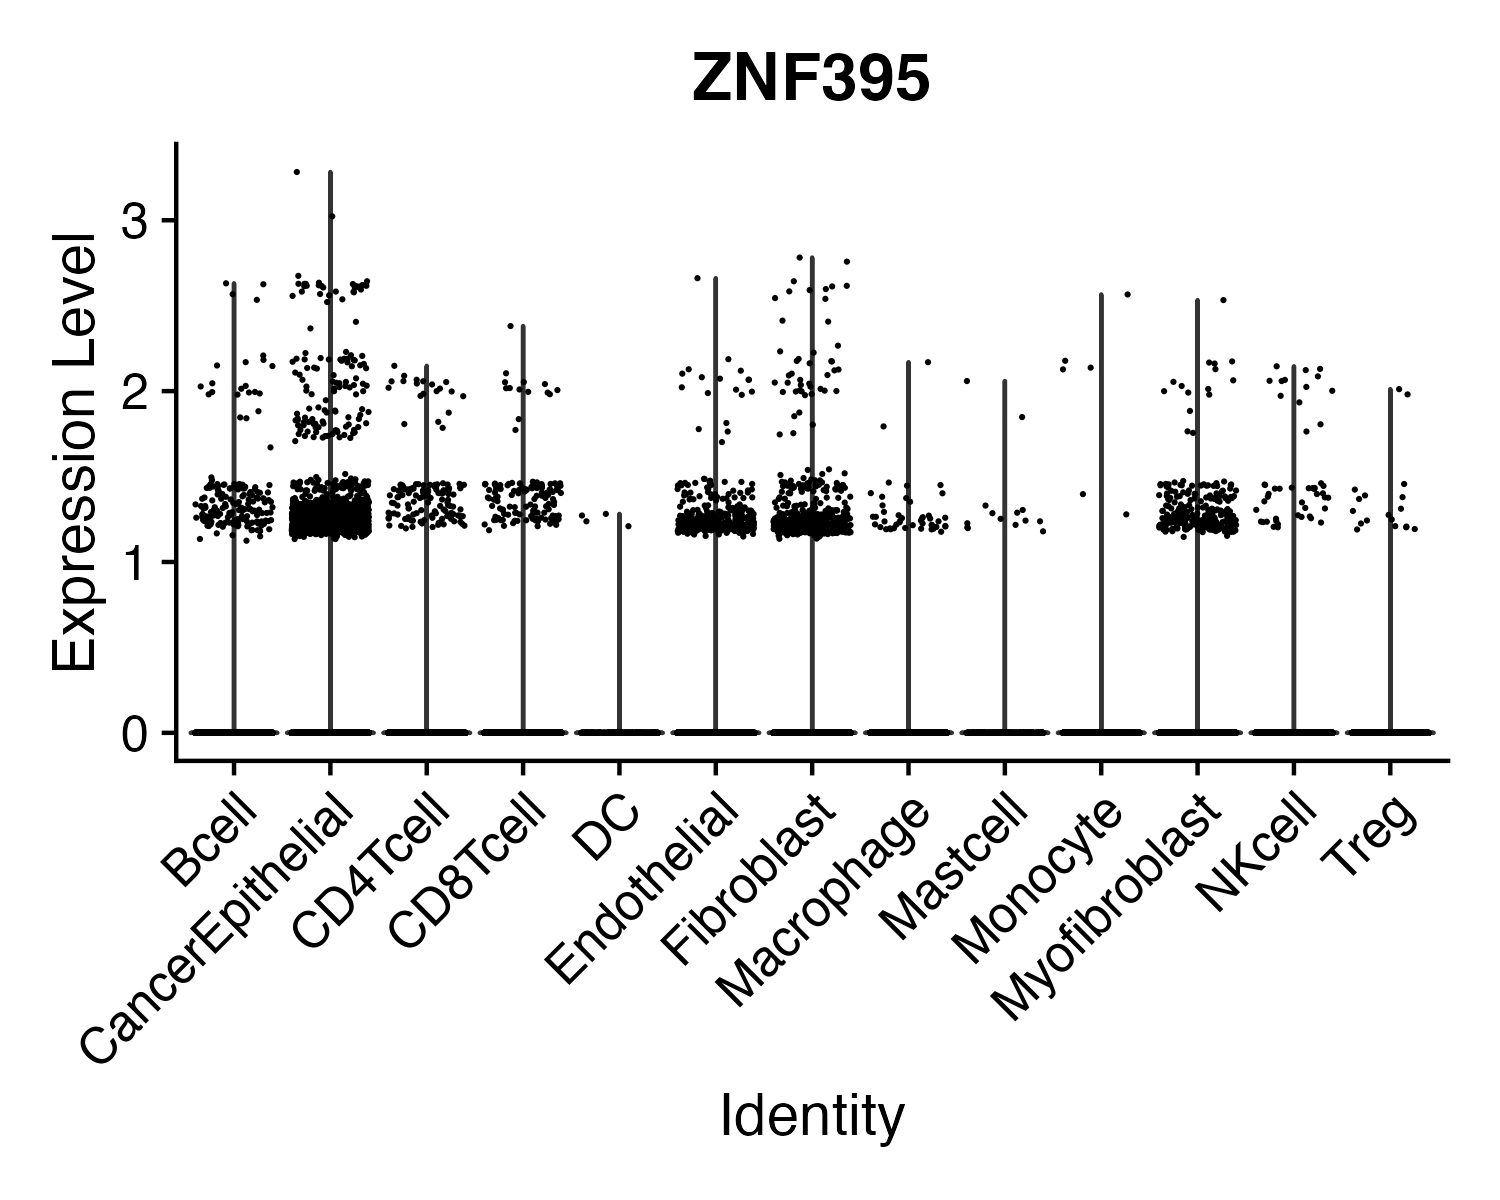 ZNF395
Expression Level
3
2
1
0
Bcell
CancerEpithelial
CD4Tcell
CD8Tcell
DC
Endothelial
Fibroblast
Macrophage
Mastcell
Monocyte
Myofibroblast
NKcell
Treg
Identity